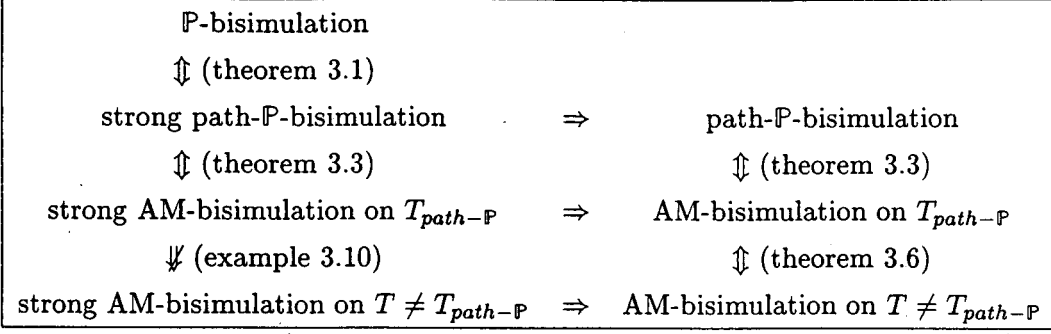 ℙ-bisimulation
⇕ (theorem 3.1)
strong path-ℙ-bisimulation ⇒ path-ℙ-bisimulation
⇕ (theorem 3.3) ⇕ (theorem 3.3)
strong AM-bisimulation on T_{path-ℙ} ⇒ AM-bisimulation on T_{path-ℙ}
⇓̸ (example 3.10) ⇕ (theorem 3.6)
strong AM-bisimulation on T ≠ T_{path-ℙ} ⇒ AM-bisimulation on T ≠ T_{path-ℙ}